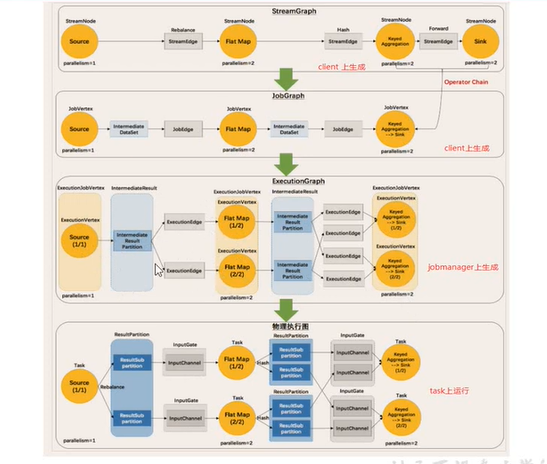 StreamGraph
StreamNode
StreamNode
StreamNode
StreamNode
Rebalance
Hash
Forward
Source
StreamEdge
Flat Map
StreamEdge
Keyed
Aggregation
StreamEdge
Sink
parallelism=1
parallelism=2
parallelism=2
parallelism=2
client 上生成
Operator Chain
JobGraph
JobVertex
JobVertex
JobVertex
Source
Intermediate
DataSet
JobEdge
Flat Map
Intermediate
DataSet
JobEdge
Keyed
Aggregation
--> Sink
parallelism=1
parallelism=2
parallelism=2
client上生成
ExecutionGraph
ExecutionJobVertex
IntermediateResult
ExecutionJobVertex
IntermediateResult
ExecutionJobVertex
ExecutionVertex
ExecutionVertex
ExecutionVertex
Source
(1/1)
Intermediate
Result
Partition
ExecutionEdge
Flat Map
(1/2)
Intermediate
Result
Partition
ExecutionEdge
ExecutionEdge
Keyed
Aggregation
--> Sink
(1/2)
ExecutionVertex
ExecutionVertex
ExecutionEdge
Flat Map
(2/2)
Intermediate
Result
Partition
ExecutionEdge
ExecutionEdge
Keyed
Aggregation
--> Sink
(2/2)
jobmanager上生成
parallelism=1
parallelism=2
parallelism=2
物理执行图
ResultPartition
InputGate
Task
ResultPartition
InputGate
Task
Task
Source
(1/1)
Rebalance
ResultSub
partition
InputChannel
Flat Map
(1/2)
Hash
ResultSub
partition
ResultSub
partition
InputChannel
InputChannel
Keyed
Aggregation
--> Sink
(1/2)
task上运行
InputGate
Task
ResultPartition
InputGate
Task
ResultSub
partition
InputChannel
Flat Map
(2/2)
Hash
ResultSub
partition
ResultSub
partition
InputChannel
InputChannel
Keyed
Aggregation
--> Sink
(2/2)
parallelism=1
parallelism=2
parallelism=2